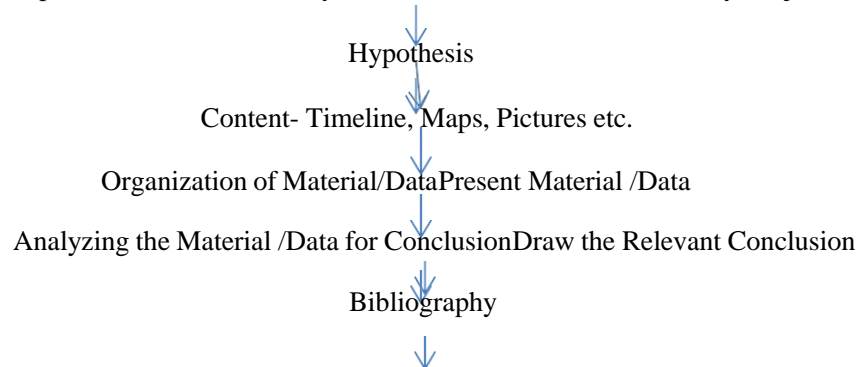 Hypothesis
Content- Timeline, Maps, Pictures etc.
Organization of Material/DataPresent Material /Data
Analyzing the Material /Data for ConclusionDraw the Relevant Conclusion
Bibliography